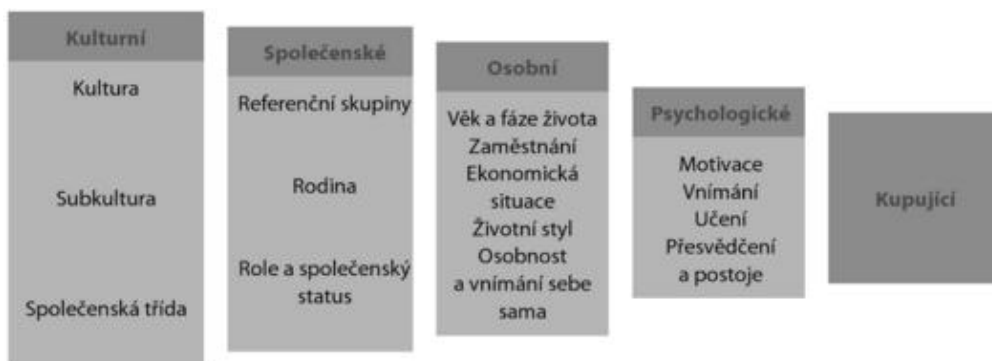 Kulturní
Kultura
Subkultura
Společenská třída
Společenské
Referenční skupiny
Rodina
Role a společenský
status
Osobní
Věk a fáze života
Zaměstnání
Ekonomická
situace
Životní styl
Osobnost
a vnímání sebe
sama
Psychologické
Motivace
Vnímání
Učení
Přesvědčení
a postoje
Kupující